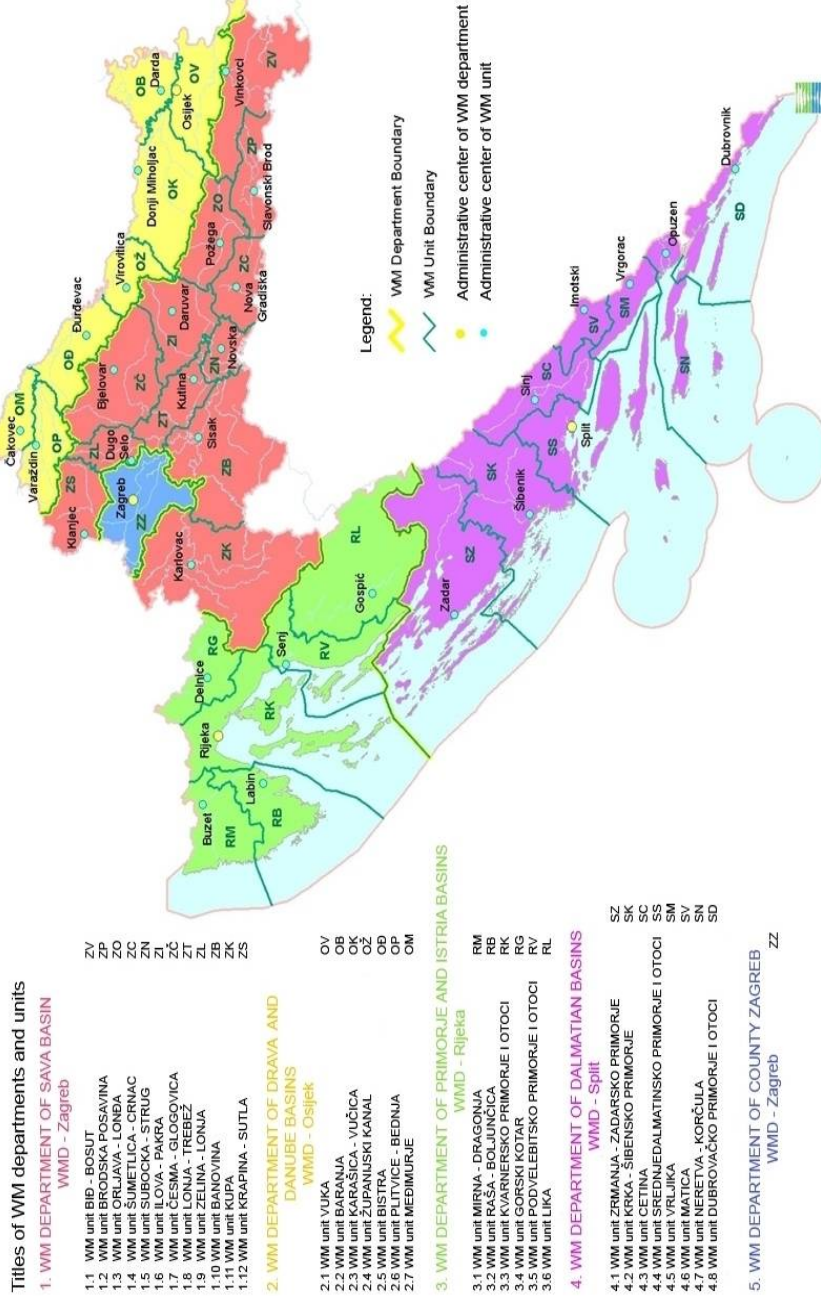 Titles of WM departments and units
1. WM DEPARTMENT OF SAVA BASIN
WMD - Zagreb
1.1 WM unit BIĐ - BOSUT ZV
1.2 WM unit BRODSKA POSAVINA ZP
1.3 WM unit ORLJAVA - LONĐA ZO
1.4 WM unit ŠUMETLICA - CRNAC ZC
1.5 WM unit SUBOCKA - STRUG ZN
1.6 WM unit ILOVA - PAKRA ZI
1.7 WM unit ČESMA - GLOGOVICA ZČ
1.8 WM unit LONJA - TREBEŽ ZT
1.9 WM unit ZELINA - LONJA ZL
1.10 WM unit BANOVINA ZB
1.11 WM unit KUPA ZK
1.12 WM unit KRAPINA - SUTLA ZS
2. WM DEPARTMENT OF DRAVA AND
DANUBE BASINS
WMD - Osijek
2.1 WM unit VUKA OV
2.2 WM unit BARANJA OB
2.3 WM unit KARAŠICA - VUČICA OK
2.4 WM unit ŽUPANIJSKI KANAL OŽ
2.5 WM unit BISTRA OĐ
2.6 WM unit PLITVICE - BEDNJA OP
2.7 WM unit MEĐIMURJE OM
3. WM DEPARTMENT OF PRIMORJE AND ISTRIA BASINS
WMD - Rijeka
3.1 WM unit MIRNA - DRAGONJA RM
3.2 WM unit RAŠA - BOLJUNČICA RB
3.3 WM unit KVARNERSKO PRIMORJE I OTOCI RK
3.4 WM unit GORSKI KOTAR RG
3.5 WM unit PODVELEBITSKO PRIMORJE I OTOCI RV
3.6 WM unit LIKA RL
4. WM DEPARTMENT OF DALMATIAN BASINS
WMD - Split
4.1 WM unit ZRMANJA - ZADARSKO PRIMORJE SZ
4.2 WM unit KRKA - ŠIBENSKO PRIMORJE SK
4.3 WM unit CETINA SC
4.4 WM unit SREDNJEDALMATINSKO PRIMORJE I OTOCI SS
4.5 WM unit VRLJIKA SM
4.6 WM unit MATICA SV
4.7 WM unit NERETVA - KORČULA SN
4.8 WM unit DUBROVAČKO PRIMORJE I OTOCI SD
5. WM DEPARTMENT OF COUNTY ZAGREB
WMD - Zagreb
ZZ
Čakovec
OM
Varaždin
OP
Klanjec
ZS
ZL
Dugo
Selo
Zagreb
ZZ
Đurđevac
OĐ
Bjelovar
ZČ
Virovitica
OŽ
Donji Miholjac
OK
OB
Darda
OV
Osijek
Vinkovci
ZV
ZI
Daruvar
ZT
Kutina
ZN
Novska
Požega
ZO
ZC
Nova
Gradiška
ZP
Slavonski Brod
Sisak
ZB
Karlovac
ZK
Delnice
RG
Rijeka
Buzet
RM
Labin
RB
RK
Senj
RV
Gospić
RL
Zadar
SZ
SK
Šibenik
SS
Split
Sinj
SC
Imotski
SV
Vrgorac
SM
Opuzen
SN
Dubrovnik
SD
Legend:
WM Department Boundary
WM Unit Boundary
Administrative center of WM department
Administrative center of WM unit